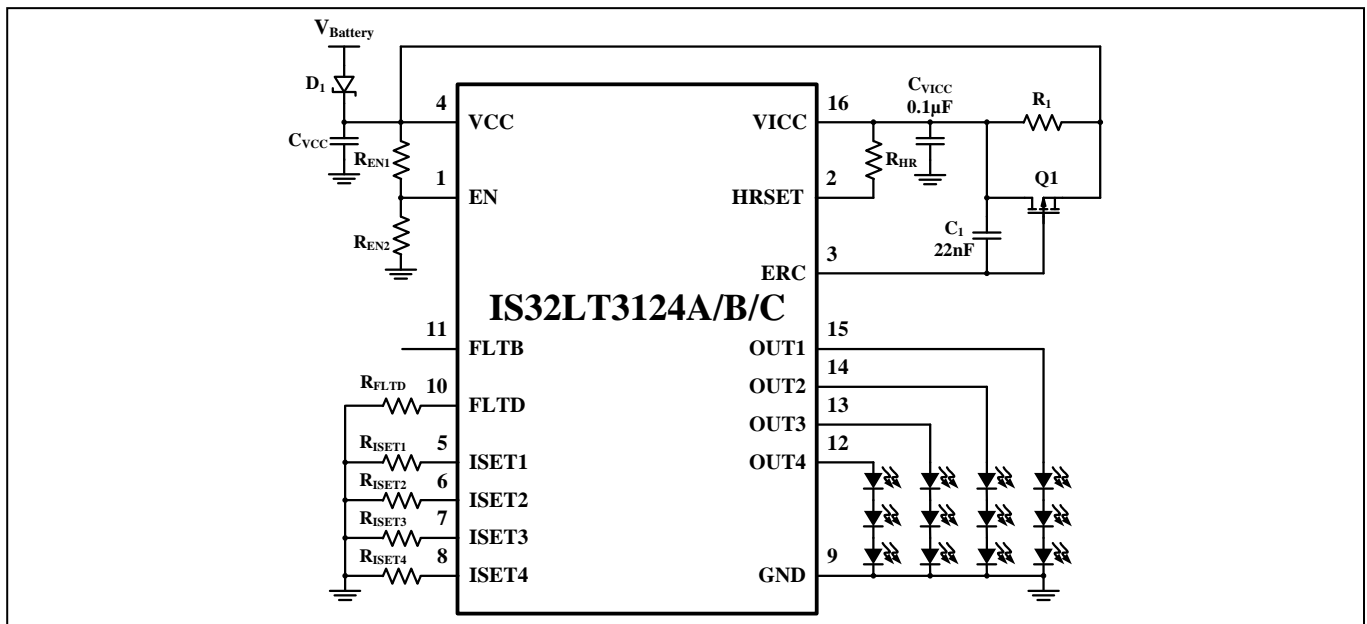 VBattery
D1
CVCC
REN1
REN2
4
VCC
1
EN
11
FLTB
RFLTD
10
FLTD
RISET1
5
ISET1
RISET2
6
ISET2
RISET3
7
ISET3
RISET4
8
ISET4
IS32LT3124A/B/C
16
VICC
2
HRSET
3
ERC
15
OUT1
14
OUT2
13
OUT3
12
OUT4
9
GND
RHR
CVICC
0.1µF
R1
Q1
C1
22nF